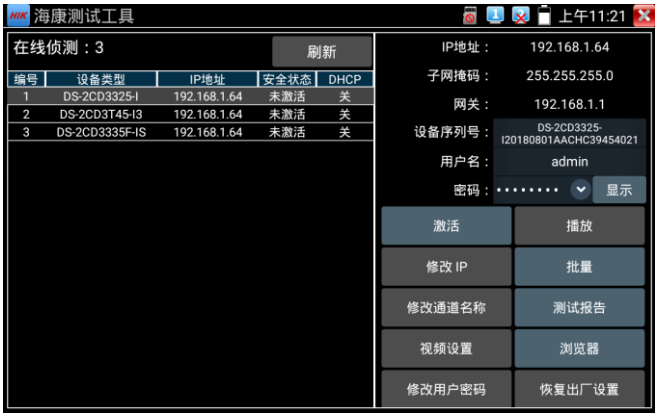 HIK 海康测试工具 1 上午11:21
在线侦测：3 刷新
编号 设备类型 IP地址 安全状态 DHCP
1 DS-2CD3325-I 192.168.1.64 未激活 关
2 DS-2CD3T45-I3 192.168.1.64 未激活 关
3 DS-2CD3335F-IS 192.168.1.64 未激活 关
IP地址： 192.168.1.64
子网掩码： 255.255.255.0
网关： 192.168.1.1
设备序列号： DS-2CD3325-
I20180801AACHC39454021
用户名： admin
密码： •••••••• 显示
激活 播放
修改 IP 批量
修改通道名称 测试报告
视频设置 浏览器
修改用户密码 恢复出厂设置